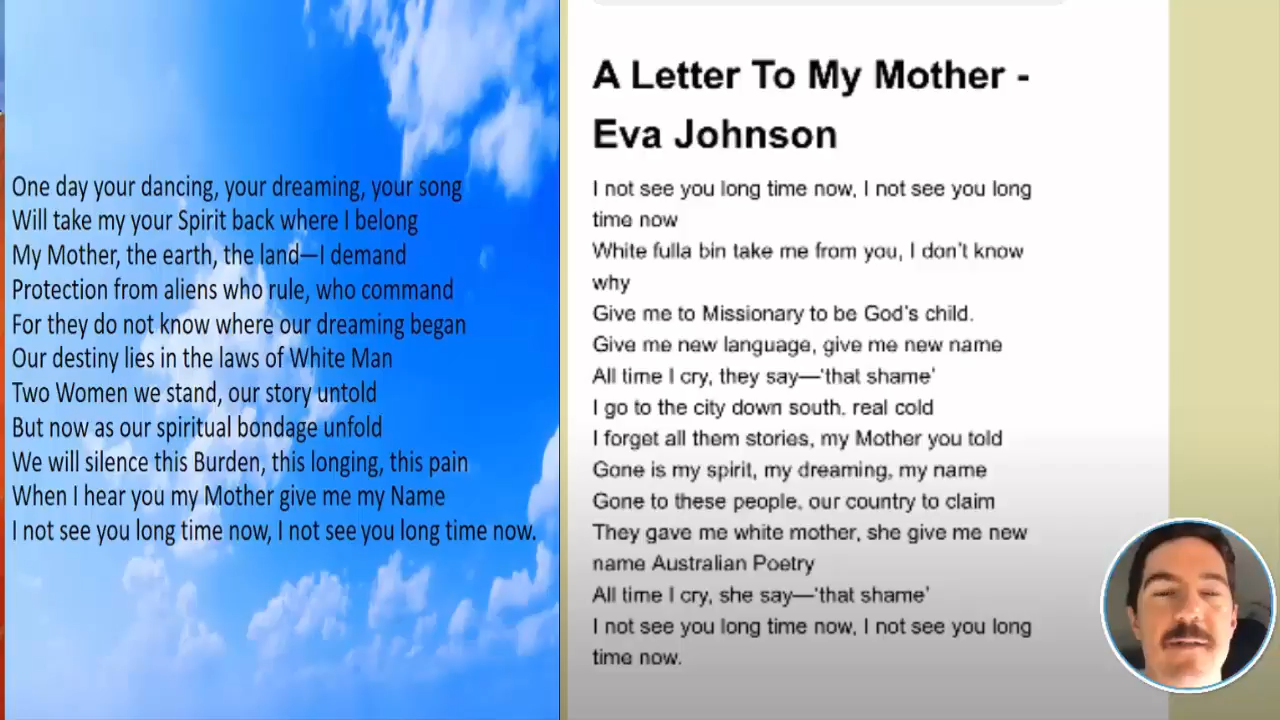 One day your dancing, your dreaming, your song
Will take my your Spirit back where I belong
My Mother, the earth, the land—I demand
Protection from aliens who rule, who command
For they do not know where our dreaming began
Our destiny lies in the laws of White Man
Two Women we stand, our story untold
But now as our spiritual bondage unfold
We will silence this Burden, this longing, this pain
When I hear you my Mother give me my Name
I not see you long time now, I not see you long time now.
A Letter To My Mother -
Eva Johnson
I not see you long time now, I not see you long
time now
White fulla bin take me from you, I don't know
why
Give me to Missionary to be God's child.
Give me new language, give me new name
All time I cry, they say—'that shame'
I go to the city down south, real cold
I forget all them stories, my Mother you told
Gone is my spirit, my dreaming, my name
Gone to these people, our country to claim
They gave me white mother, she give me new
name Australian Poetry
All time I cry, she say—'that shame'
I not see you long time now, I not see you long
time now.